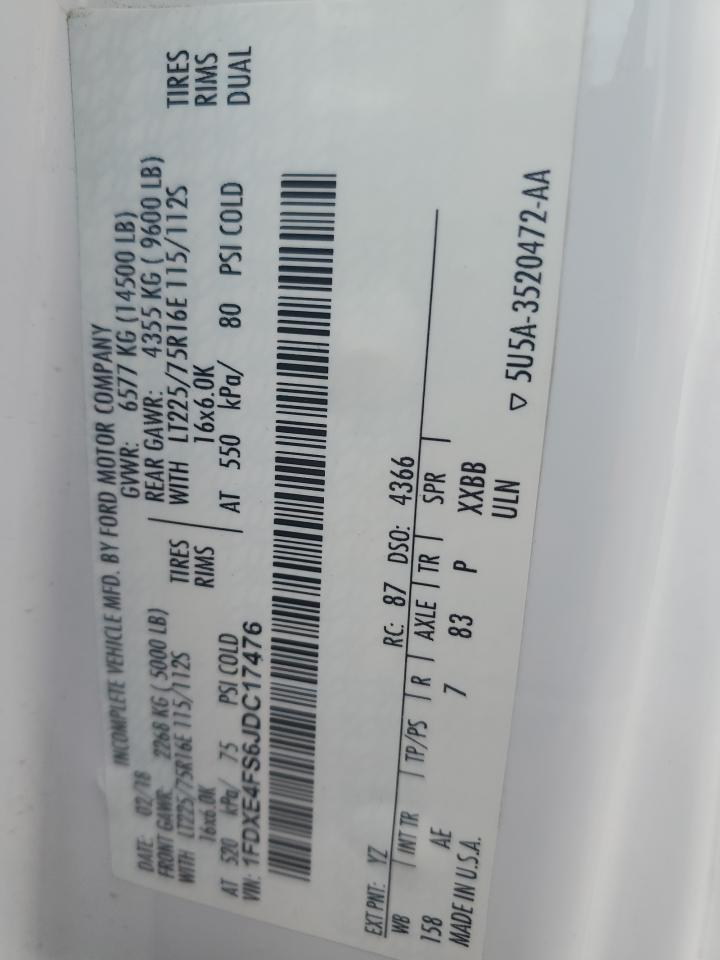 INCOMPLETE VEHICLE MFD. BY FORD MOTOR COMPANY
DATE: 02/18 GVWR: 6577 KG (14500 LB)
FRONT GAWR: 2268 KG ( 5000 LB) REAR GAWR: 4355 KG ( 9600 LB)
WITH LT225/75R16E 115/112S TIRES WITH LT225/75R16E 115/112S TIRES
16x6.0K RIMS 16x6.0K RIMS
AT 520 kPa/ 75 PSI COLD AT 550 kPa/ 80 PSI COLD DUAL
VIN: 1FDXE4FS6JDC17476
EXT PNT: YZ RC: 87 DSO: 4366
WB INT TR TP/PS R AXLE TR SPR
158 AE 7 83 P XXBB
MADE IN U.S.A. ULN
▽ 5U5A-3520472-AA